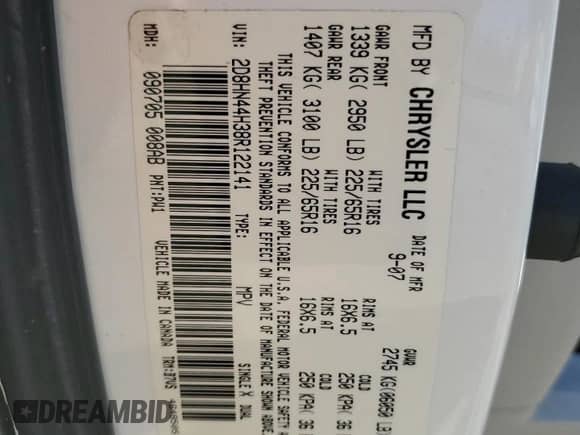 MFD BY CHRYSLER LLC DATE OF MFR 9-07 GVWR 2745 KG(06050 LB)
GAWR FRONT WITH TIRES RIMS AT COLD
1339 KG( 2950 LB) 225/65R16 16X6.5 250 KPA( 36
GAWR REAR WITH TIRES RIMS AT COLD
1407 KG( 3100 LB) 225/65R16 16X6.5 250 KPA( 36
THIS VEHICLE CONFORMS TO ALL APPLICABLE U.S.A. FEDERAL MOTOR VEHICLE SAFETY
THEFT PREVENTION STANDARDS IN EFFECT ON THE DATE OF MANUFACTURE SHOWN ABOVE.
VIN: 2D8HN44H38R122141 MPV SINGLE X DUAL
MDH: 090705 008AB PNT:PW1 VEHICLE MADE IN CANADA TRM:B7VS
DREAMBID